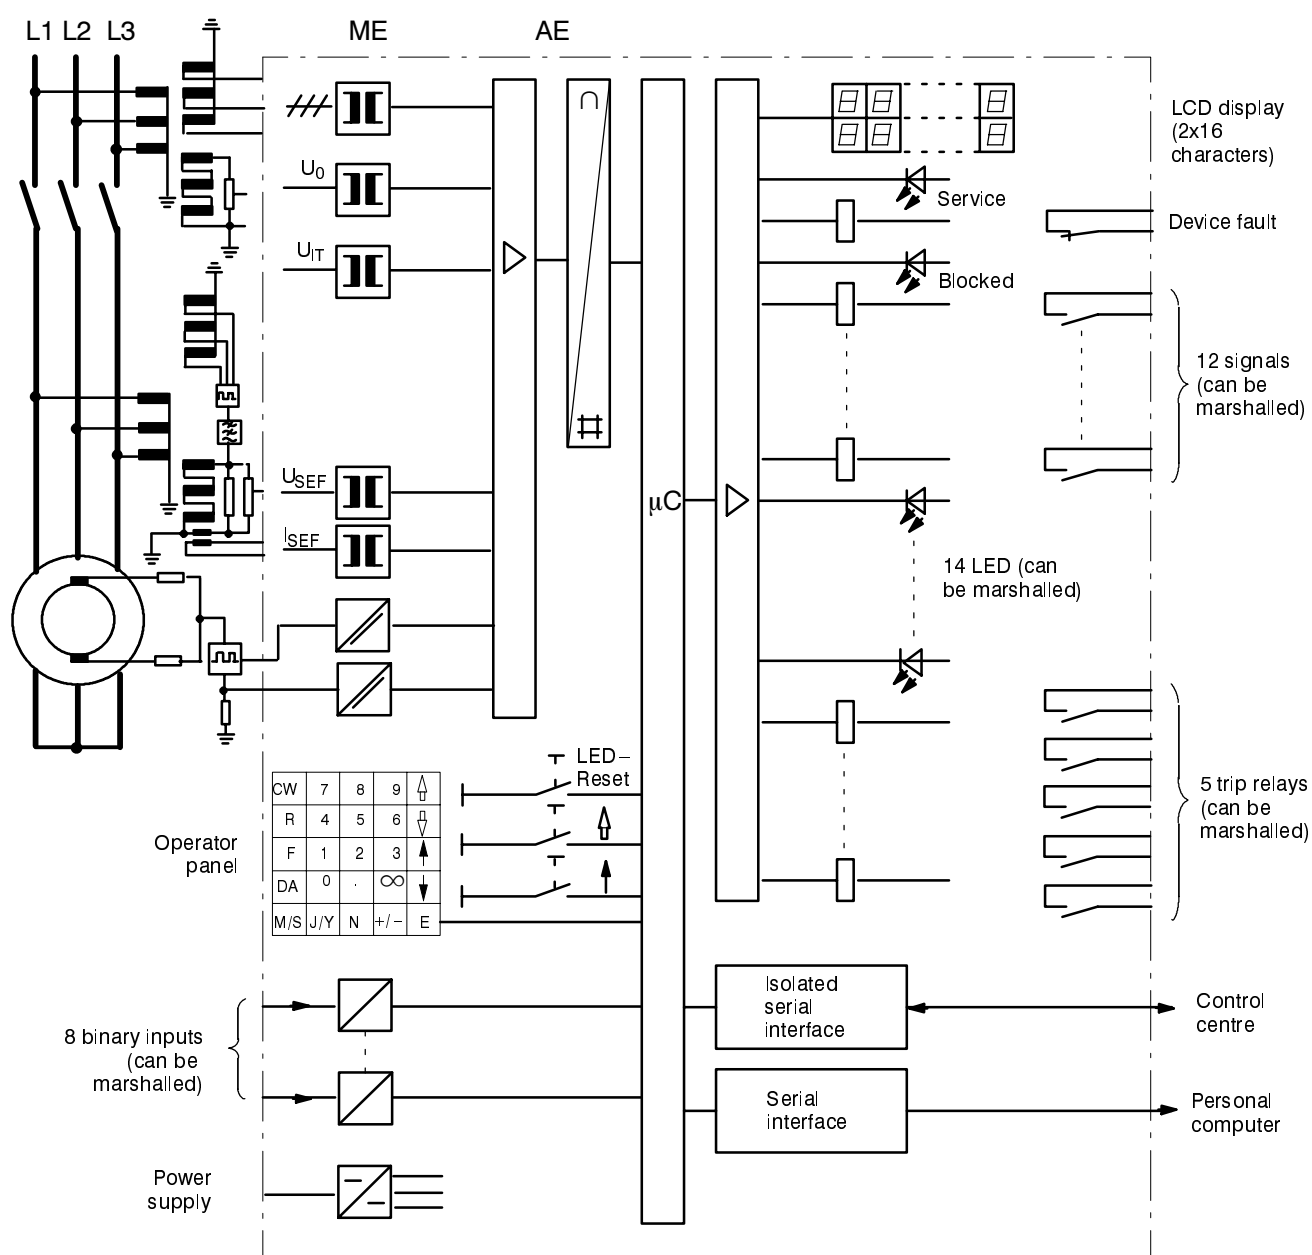 L1 L2 L3 ME AE
LCD display
(2x16
characters)
U0
Service
Device fault
UIT
Blocked
12 signals
(can be
marshalled)
USEF
μC
ISEF
14 LED (can
be marshalled)
LED–
Reset
5 trip relays
(can be
marshalled)
Operator
panel
CW 7 8 9
R 4 5 6
F 1 2 3
DA 0 . ∞
M/S J/Y N +/– E
Isolated
serial
interface
Control
centre
8 binary inputs
(can be
marshalled)
Serial
interface
Personal
computer
Power
supply